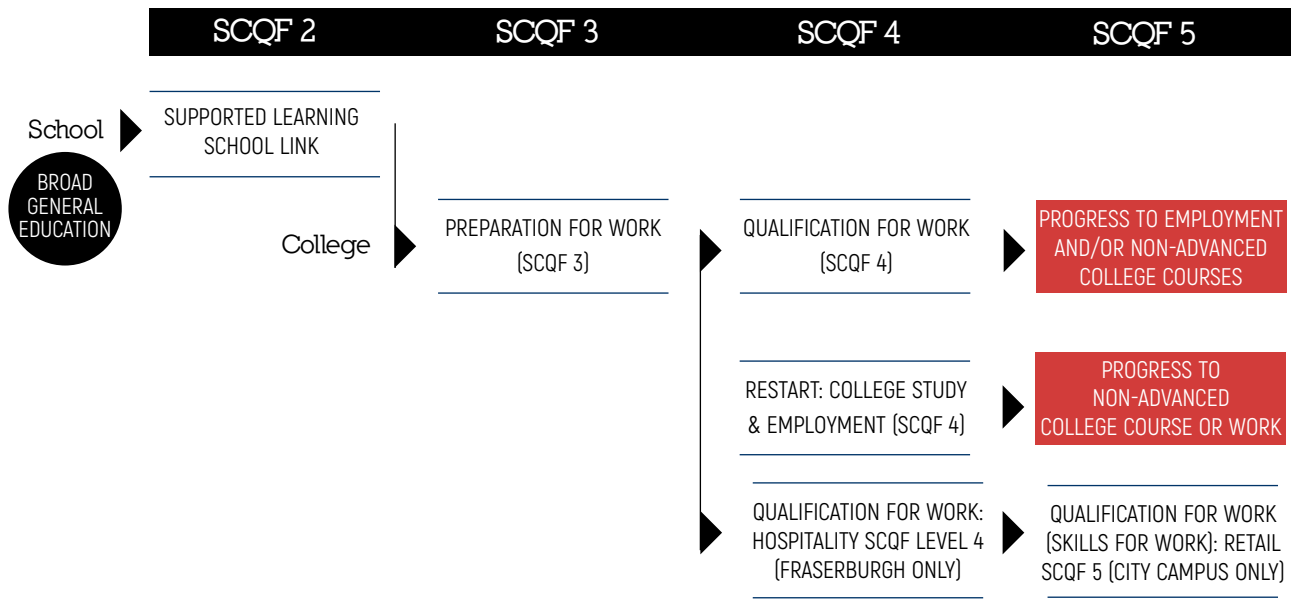 SCQF 2
SCQF 3
SCQF 4
SCQF 5
School
BROAD
GENERAL
EDUCATION
SUPPORTED LEARNING
SCHOOL LINK
College
PREPARATION FOR WORK
(SCQF 3)
QUALIFICATION FOR WORK
(SCQF 4)
PROGRESS TO EMPLOYMENT
AND/OR NON-ADVANCED
COLLEGE COURSES
RESTART: COLLEGE STUDY
& EMPLOYMENT (SCQF 4)
PROGRESS TO
NON-ADVANCED
COLLEGE COURSE OR WORK
QUALIFICATION FOR WORK:
HOSPITALITY SCQF LEVEL 4
(FRASERBURGH ONLY)
QUALIFICATION FOR WORK
(SKILLS FOR WORK): RETAIL
SCQF 5 (CITY CAMPUS ONLY)